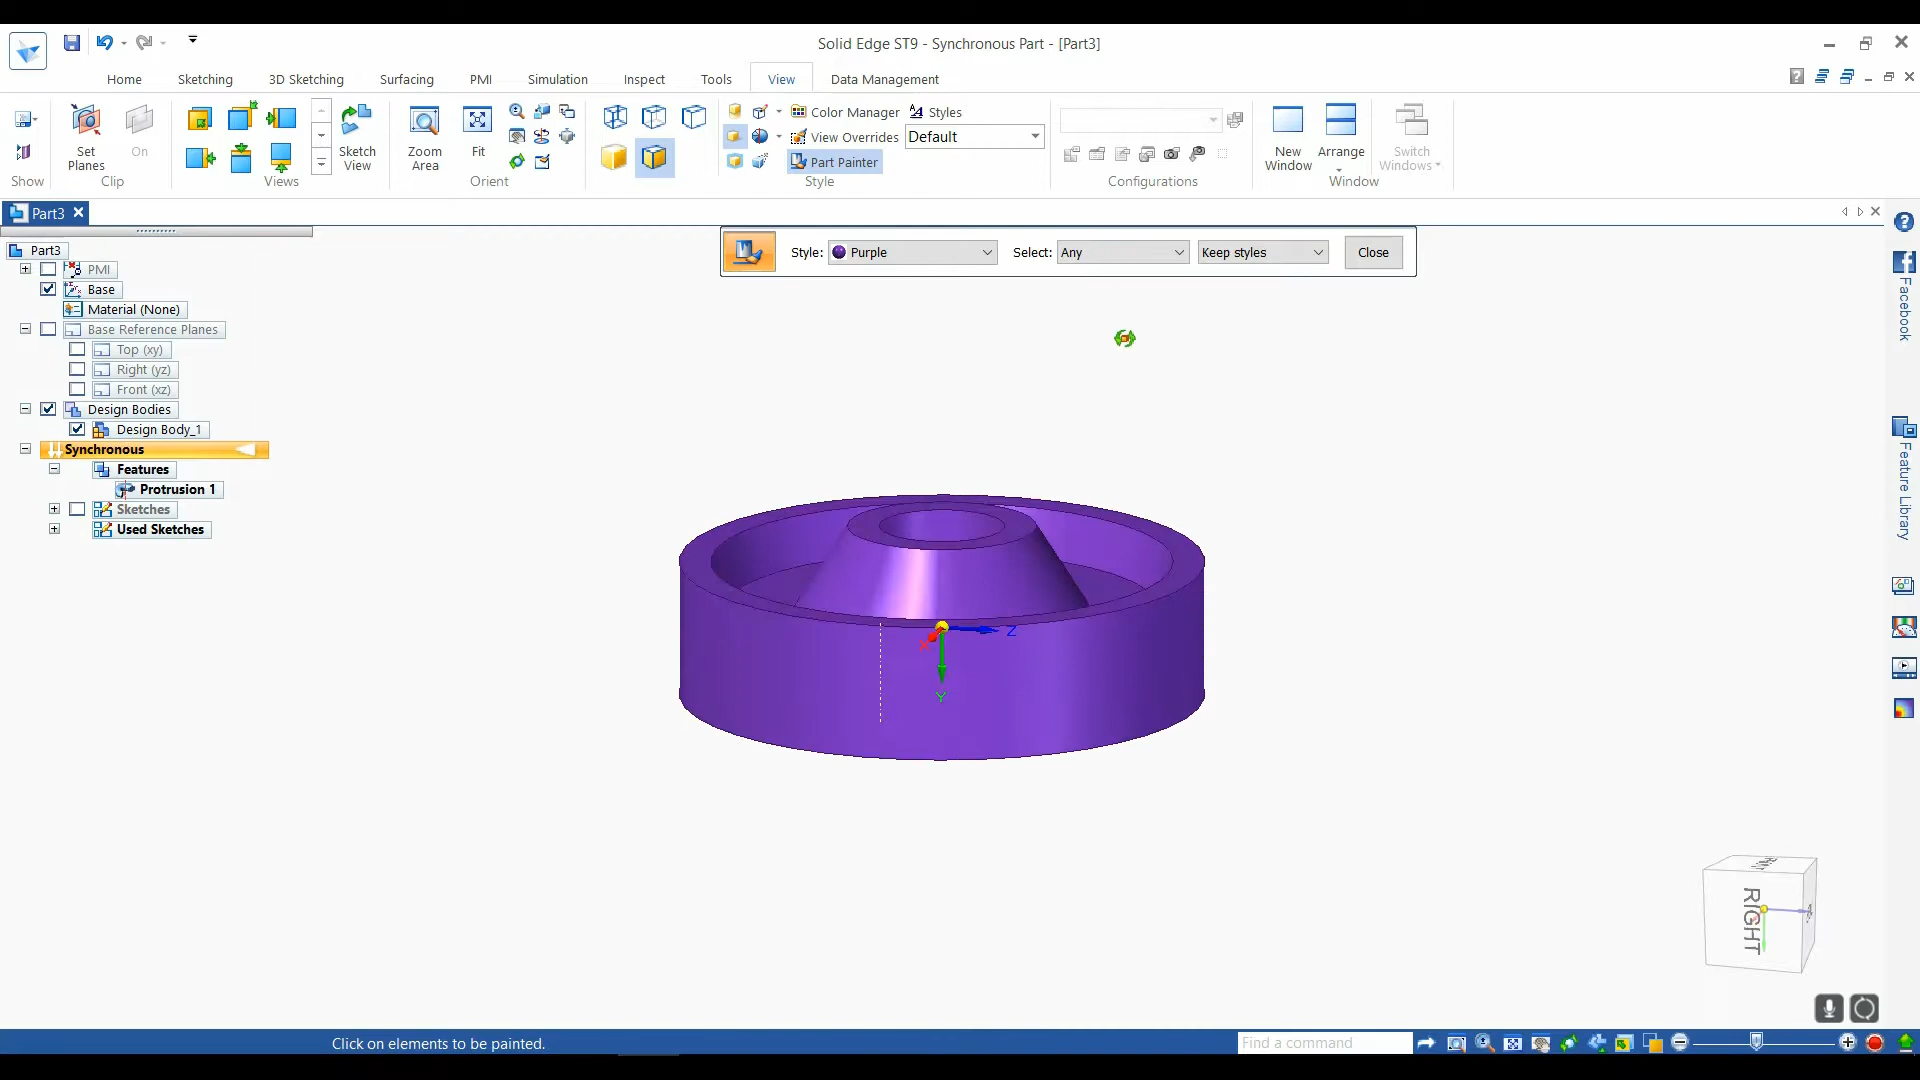 Solid Edge ST9 - Synchronous Part - [Part3]
Home Sketching 3D Sketching Surfacing PMI Simulation Inspect Tools View Data Management
Color Manager Styles
View Overrides Default
Part Painter
Set Planes On Sketch View Zoom Area Fit New Window Arrange Switch Windows
Show Clip Views Orient Style Configurations Window
Part3
Style: Purple Select: Any Keep styles Close
Part3
PMI
Base
Material (None)
Base Reference Planes
Top (xy)
Right (yz)
Front (xz)
Design Bodies
Design Body_1
Synchronous
Features
Protrusion 1
Sketches
Used Sketches
Z
X
Y
RIGHT
Facebook
Feature Library
Click on elements to be painted.
Find a command